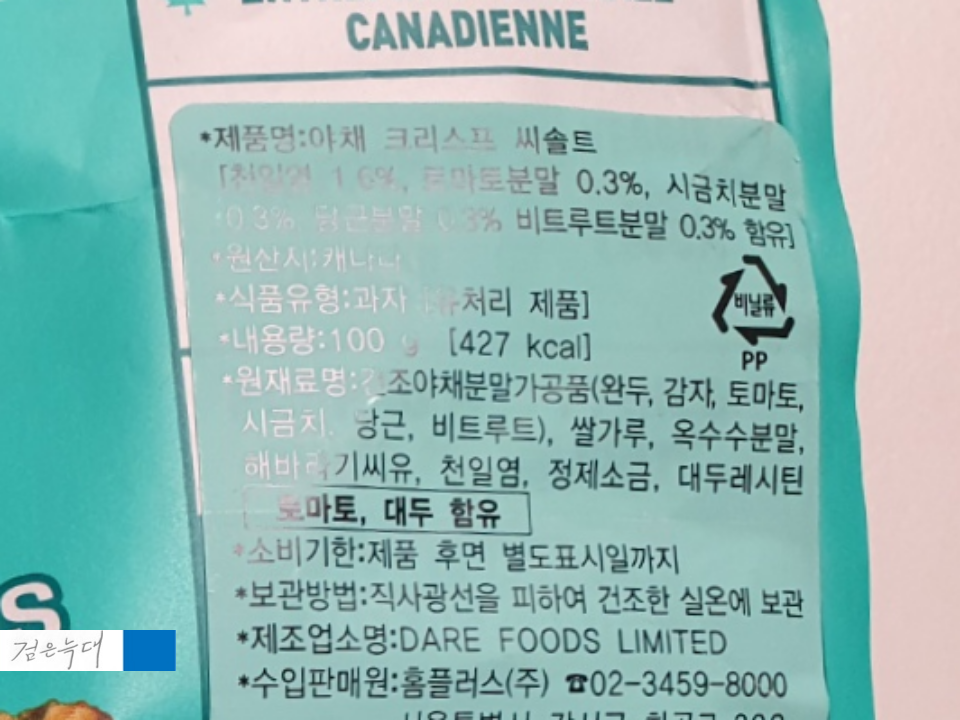 CANADIENNE
*제품명:야채 크리스프 씨솔트
[천일염 1.6%, 토마토분말 0.3%, 시금치분말
0.3% 당근분말 0.3% 비트루트분말 0.3% 함유]
*원산지:캐나다
*식품유형:과자 [유처리 제품]
*내용량:100 g [427 kcal]
비닐류
PP
*원재료명:건조야채분말가공품(완두, 감자, 토마토,
시금치, 당근, 비트루트), 쌀가루, 옥수수분말,
해바라기씨유, 천일염, 정제소금, 대두레시틴
토마토, 대두 함유
*소비기한:제품 후면 별도표시일까지
*보관방법:직사광선을 피하여 건조한 실온에 보관
*제조업소명:DARE FOODS LIMITED
*수입판매원:홈플러스(주) ☎02-3459-8000
S
검은늑대